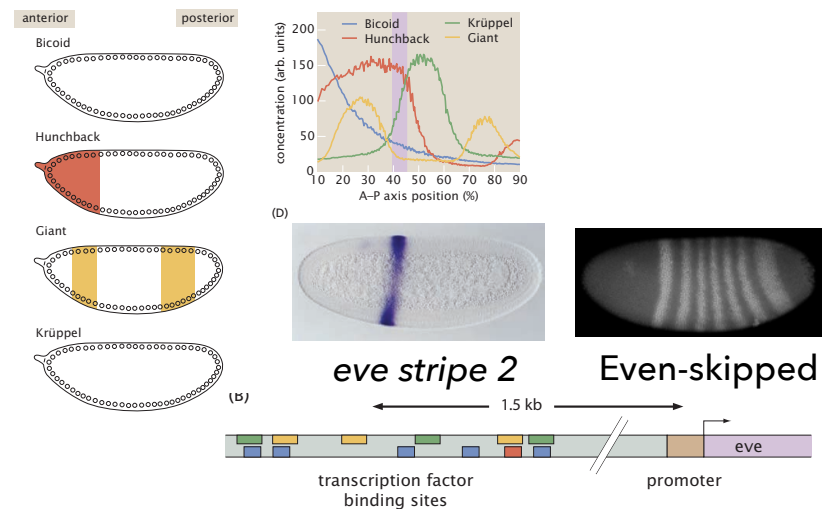 anterior
posterior
Bicoid
Hunchback
Giant
Krüppel
concentration (arb. units)
200
150
100
50
0
Bicoid
Hunchback
Krüppel
Giant
10 20 30 40 50 60 70 80 90
A–P axis position (%)
(D)
eve stripe 2
Even-skipped
(B)
1.5 kb
eve
transcription factor
binding sites
promoter